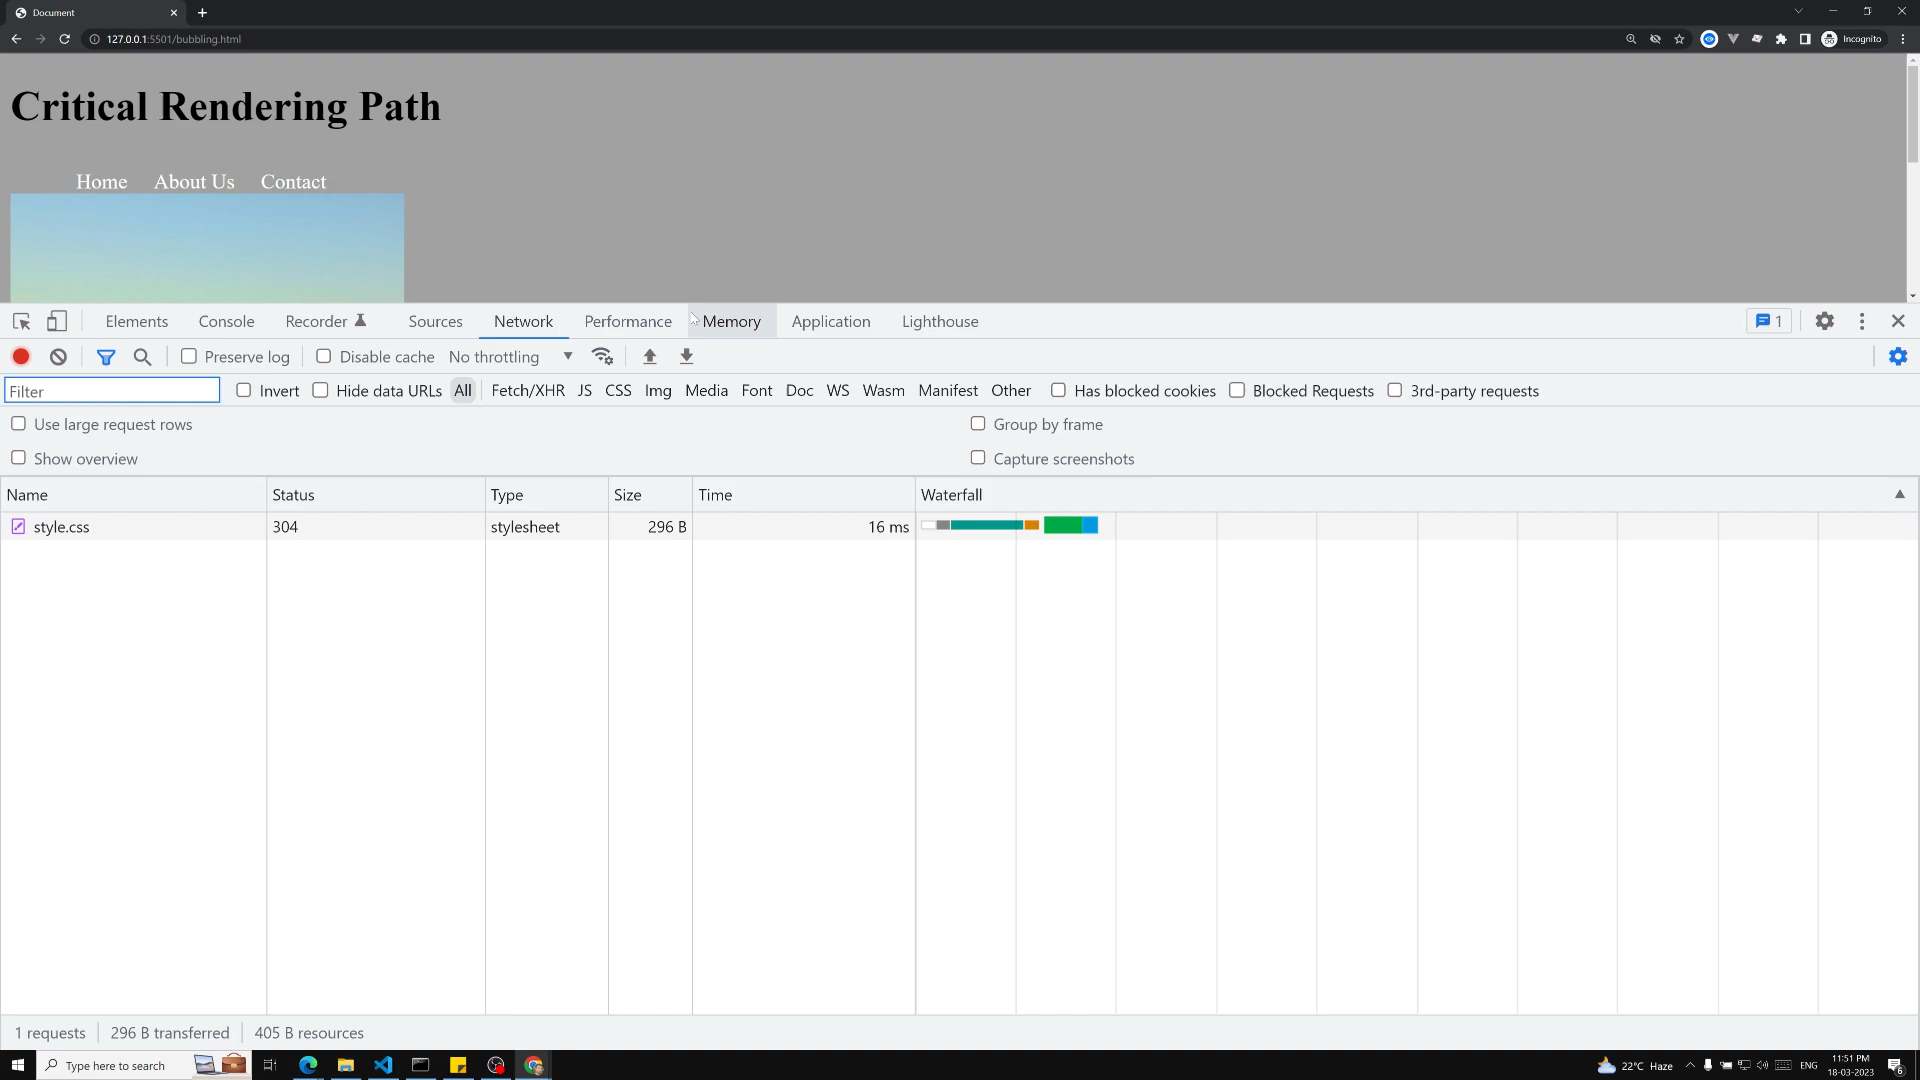 Document
127.0.0.1:5501/bubbling.html
Incognito
Critical Rendering Path
Home About Us Contact
Elements Console Recorder Sources Network Performance Memory Application Lighthouse 1
Preserve log Disable cache No throttling
Filter Invert Hide data URLs All Fetch/XHR JS CSS Img Media Font Doc WS Wasm Manifest Other Has blocked cookies Blocked Requests 3rd-party requests
Use large request rows Group by frame
Show overview Capture screenshots
Name Status Type Size Time Waterfall
style.css 304 stylesheet 296 B 16 ms
1 requests 296 B transferred 405 B resources
Type here to search 22°C Haze ENG 11:51 PM
18-03-2023 6